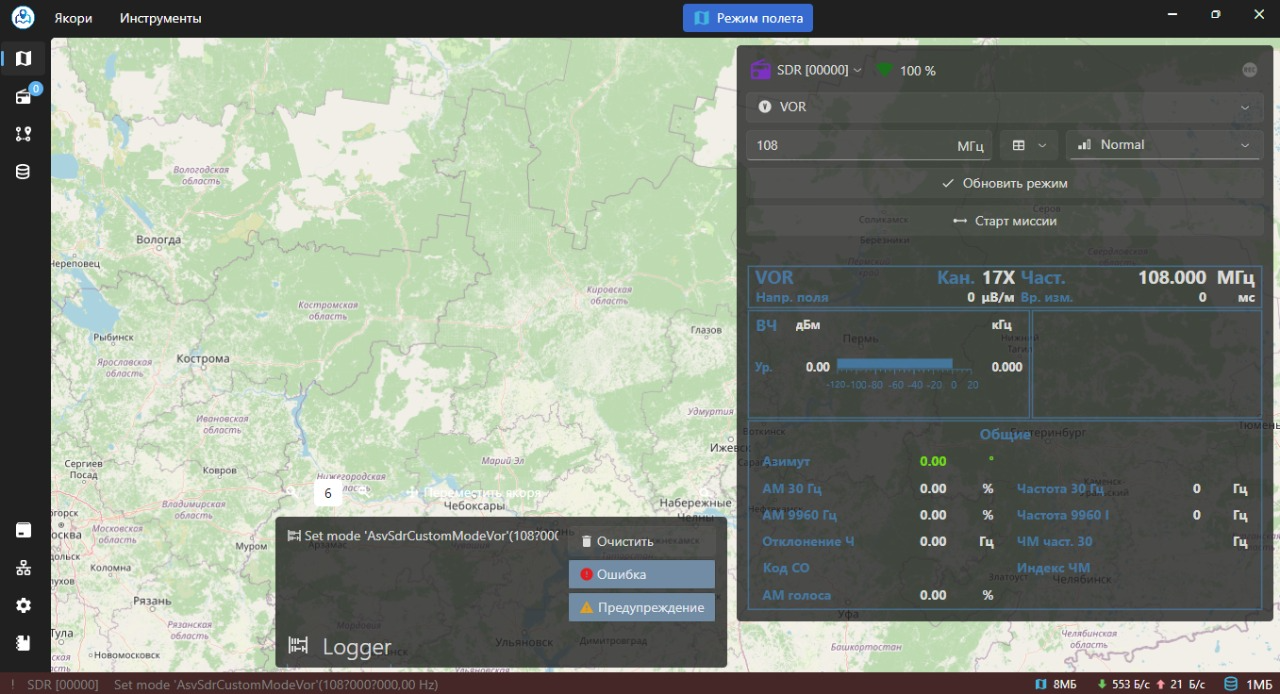 Якори Инструменты Режим полета
0
SDR [00000] 100 % REC
VOR
108 МГц Normal
Обновить режим
Старт миссии
VOR Кан. 17X Част. 108.000 МГц
Напр. поля 0 μВ/м Вр. изм. 0 мс
ВЧ дБм кГц
Ур. 0.00 0.000
-120 -100 -80 -60 -40 -20 0 20
Общие
Азимут 0.00 °
АМ 30 Гц 0.00 % Частота 30 Гц 0 Гц
АМ 9960 Гц 0.00 % Частота 9960 Г 0 Гц
Отклонение Ч 0.00 Гц ЧМ част. 30 Гц
Код СО Индекс ЧМ
АМ голоса 0.00 %
Вологодская
область
Вологда
Череповец
Костромская
область
Кировская
область
Рыбинск
Ярославская
область
Кострома
Глазов
Ивановская
область
Удмуртия
Ижевск
Сергиев
Посад
Ковров
Нижегородская
область
Марий Эл
Чебоксары
Набережные
Челны
Владимирская
область
Московская
область
Муром
Коломна
Рязань
Рязанская
область
Тула
Новомосковск
Соликамск
Березники
Серов
Свердловская
Пермь
Нижний
Тагил
Воткинск
Екатеринбург
Тюмень
Златоуст
Челябинск
Уфа
Челябинская
область
Башкортостан
Арзамас
Ульяновск
Димитровград
6 Переместить якоря
Set mode 'AsvSdrCustomModeVor'(108?000 Очистить
Ошибка
Предупреждение
Logger
! SDR [00000] Set mode 'AsvSdrCustomModeVor'(108?000?000,00 Hz) 8МБ 553 Б/с 21 Б/с 1МБ